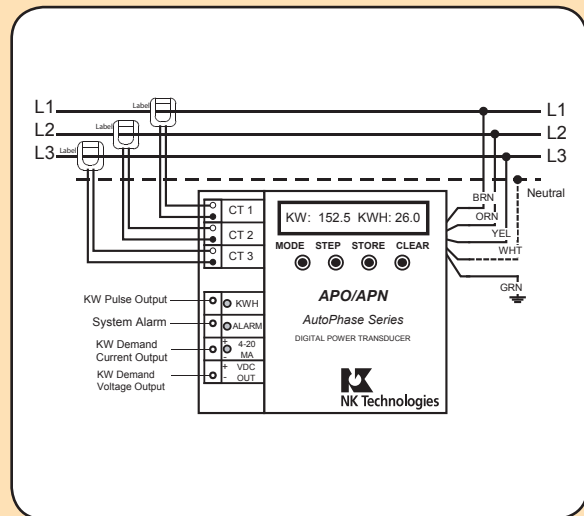 L1
Label
L1
L2
Label
L2
L3
Label
L3
Neutral
BRN
ORN
YEL
WHT
GRN
CT 1
CT 2
CT 3
KW: 152.5 KWH: 26.0
MODE STEP STORE CLEAR
KW Pulse Output
KWH
System Alarm
ALARM
KW Demand
Current Output
+ 4-20
- MA
KW Demand
Voltage Output
+ VDC
- OUT
APO/APN
AutoPhase Series
DIGITAL POWER TRANSDUCER
NK Technologies